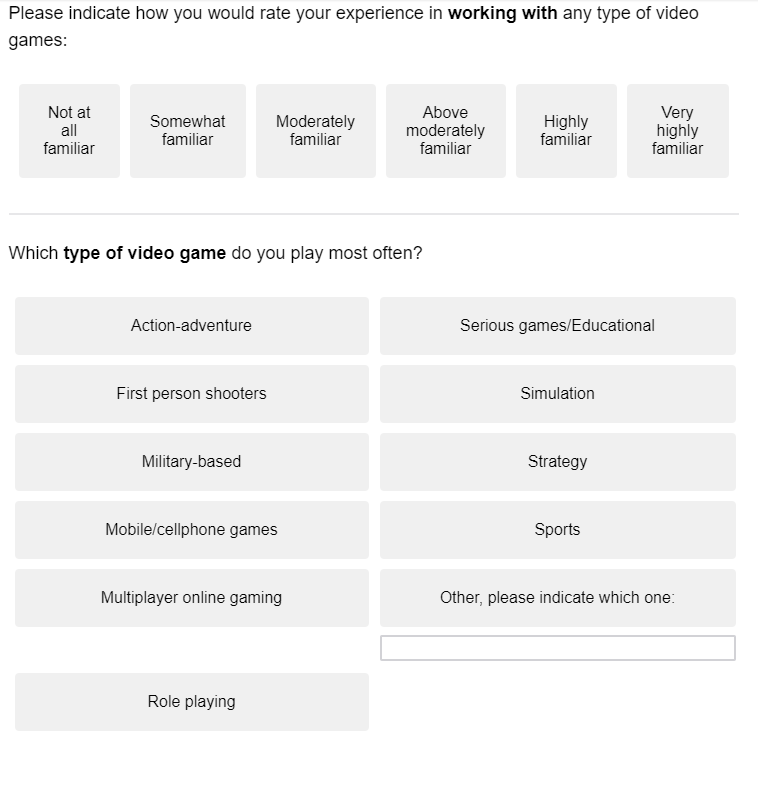 Please indicate how you would rate your experience in working with any type of video
games:
Not at
all
familiar
Somewhat
familiar
Moderately
familiar
Above
moderately
familiar
Highly
familiar
Very
highly
familiar
Which type of video game do you play most often?
Action-adventure
Serious games/Educational
First person shooters
Simulation
Military-based
Strategy
Mobile/cellphone games
Sports
Multiplayer online gaming
Other, please indicate which one:
Role playing